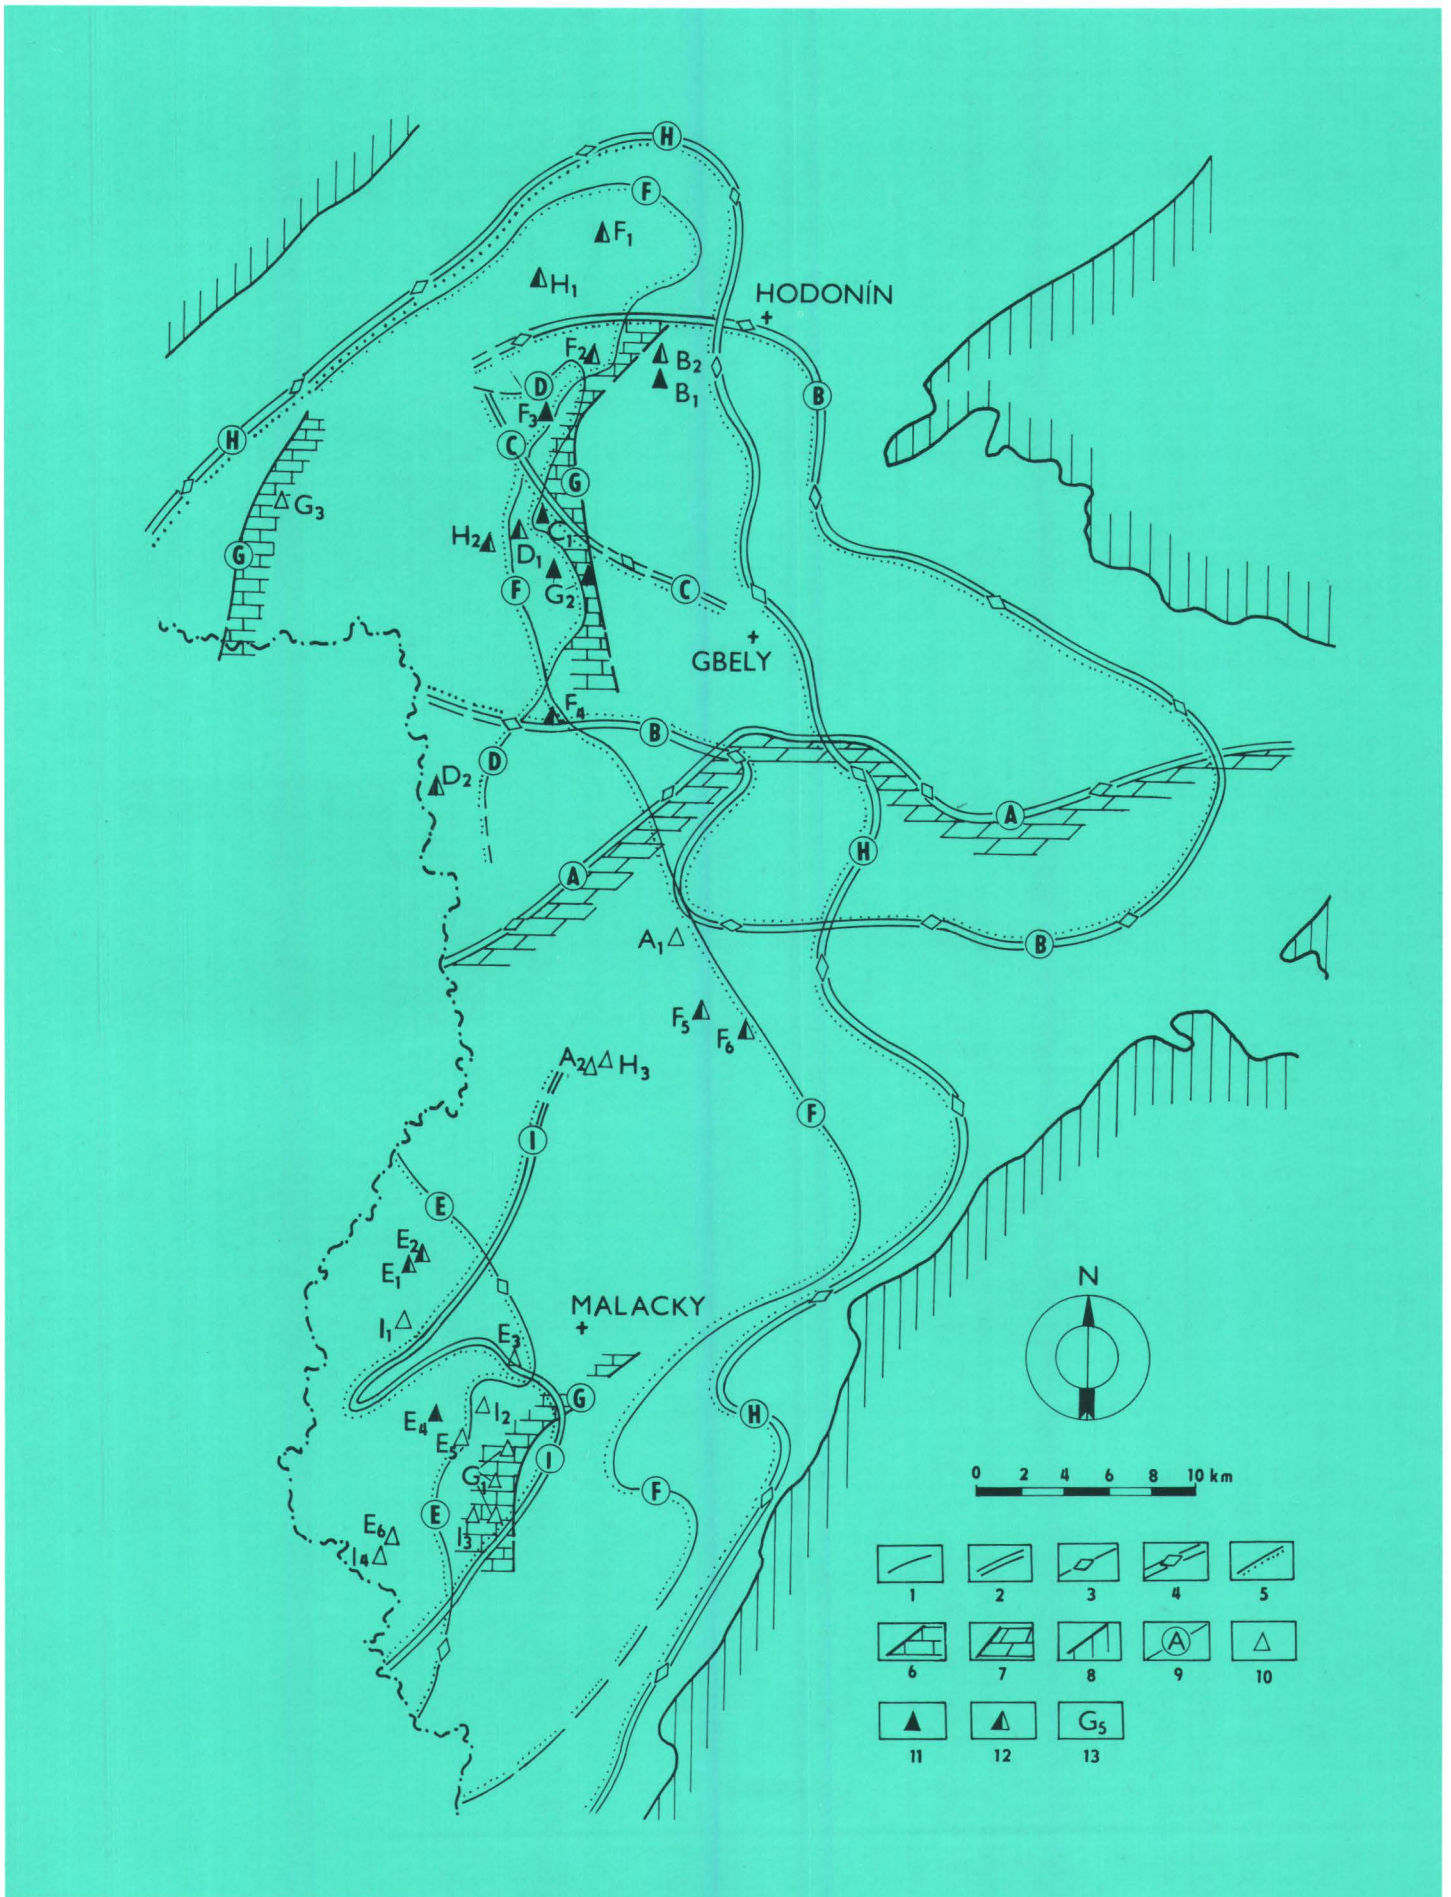 H
F
F₁
H₁
HODONÍN
F₂
B₂
D
B₁
B
F₃
H
C
G
G₃
C₁
H₂
D₁
G
F
G₂
C
GBELY
F₄
B
D
D₂
A
H
A
A₁
B
F₅
F₆
A₂
H₃
F
I
E
E₂
E₁
N
MALACKY
I₁
E₃
G
I₂
E₄
H
E₅
I
G₁
0 2 4 6 8 10 km
F
E
E₆
I₃
I₄
1 2 3 4 5
A
6 7 8 9 10
G₅
11 12 13